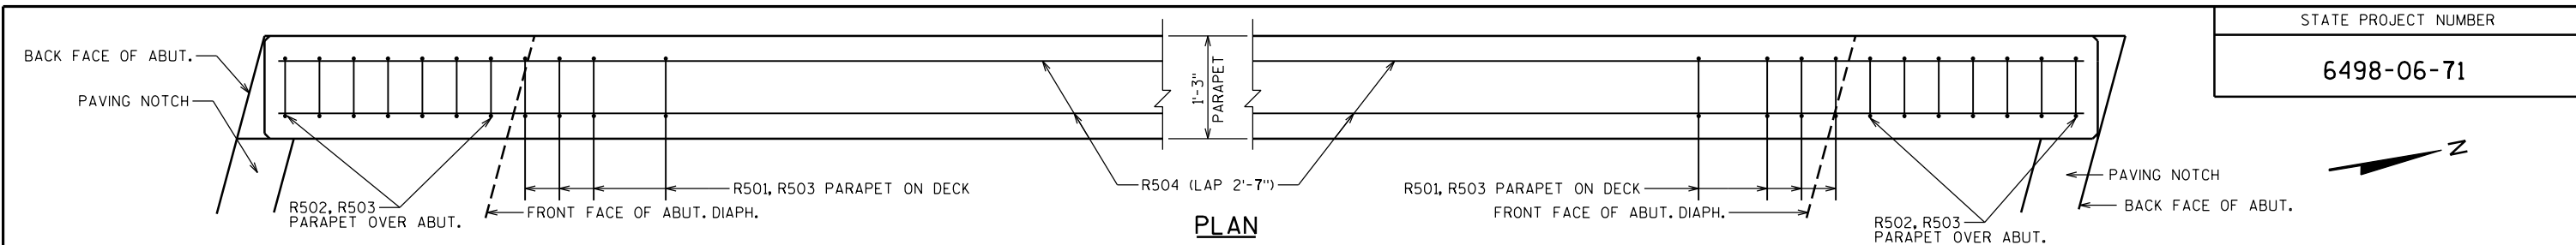 STATE PROJECT NUMBER
6498-06-71
BACK FACE OF ABUT.
PAVING NOTCH
1'-3"
PARAPET
R502, R503
PARAPET OVER ABUT.
R501, R503 PARAPET ON DECK
FRONT FACE OF ABUT. DIAPH.
R504 (LAP 2'-7")
PLAN
R501, R503 PARAPET ON DECK
FRONT FACE OF ABUT. DIAPH.
R502, R503
PARAPET OVER ABUT.
PAVING NOTCH
BACK FACE OF ABUT.
N